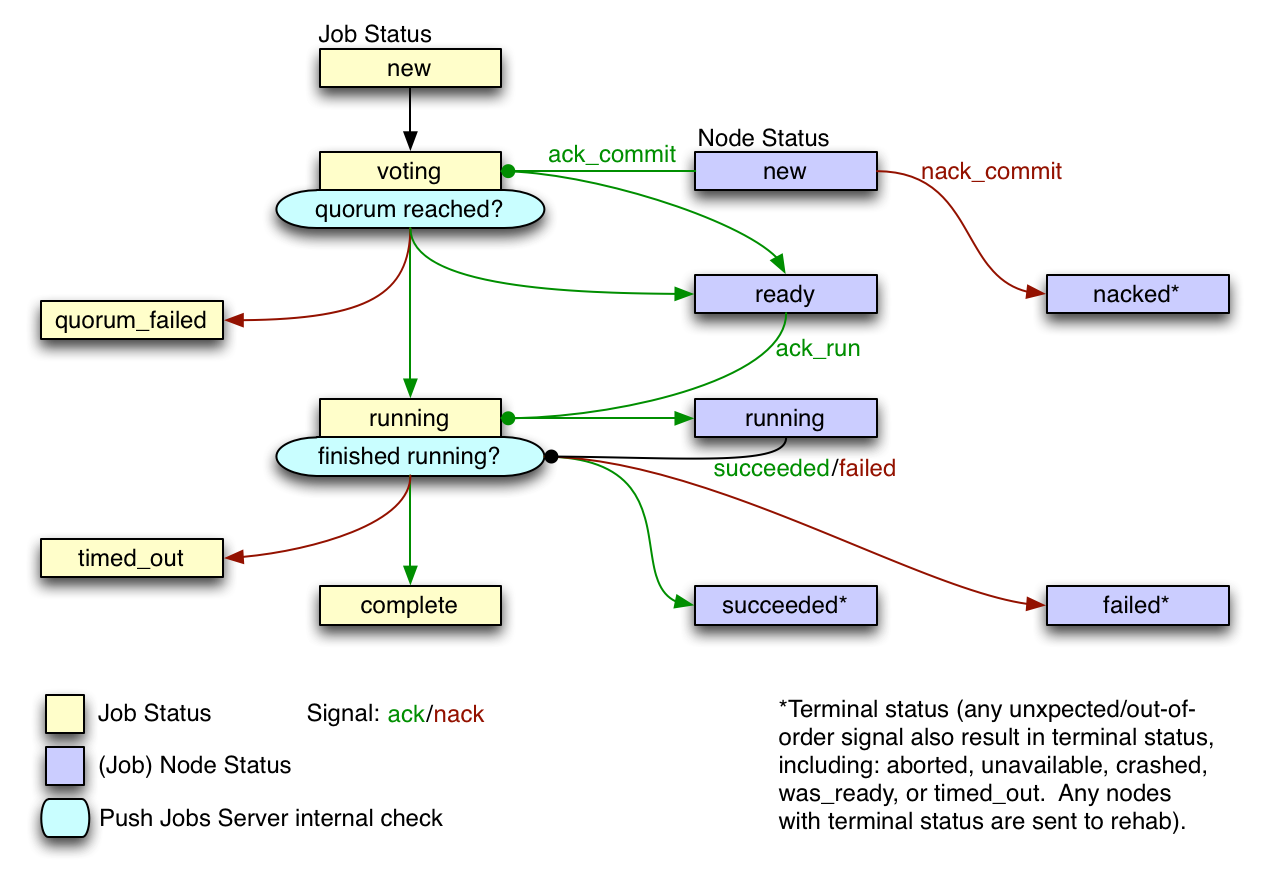 Job Status
new
Node Status
ack_commit
voting
new
nack_commit
quorum reached?
ready
nacked*
quorum_failed
ack_run
running
running
finished running?
succeeded/failed
timed_out
complete
succeeded*
failed*
Job Status
Signal: ack/nack
(Job) Node Status
Push Jobs Server internal check
*Terminal status (any unxpected/out-of-
order signal also result in terminal status,
including: aborted, unavailable, crashed,
was_ready, or timed_out.  Any nodes
with terminal status are sent to rehab).